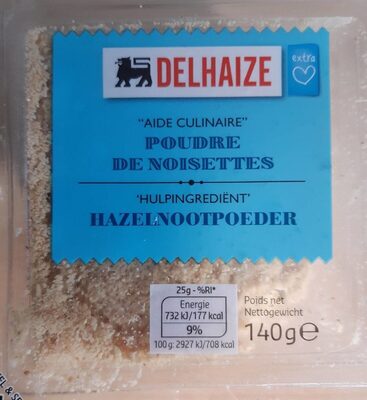 DELHAIZE
extra
"AIDE CULINAIRE"
POUDRE
DE NOISETTES
'HULPINGREDIËNT'
HAZELNOOTPOEDER
25g - %RI*
Energie
732 kJ/177 kcal
9%
100 g: 2927 kJ/708 kcal
Poids net
Nettogewicht
140g℮